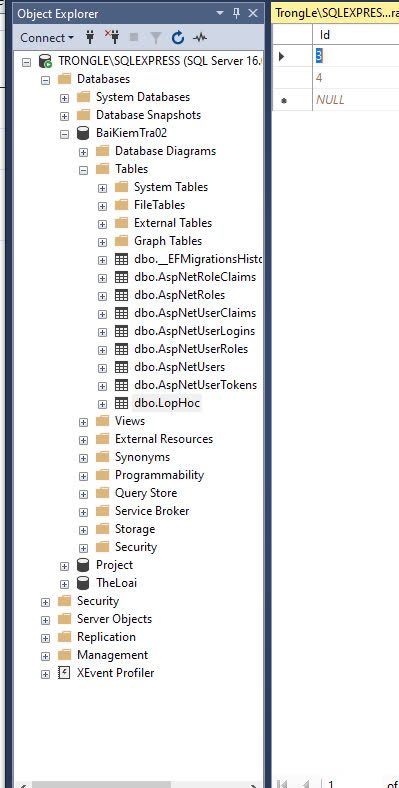 Object Explorer
Connect
TRONGLE\SQLEXPRESS (SQL Server 16.0
Databases
System Databases
Database Snapshots
BaiKiemTra02
Database Diagrams
Tables
System Tables
FileTables
External Tables
Graph Tables
dbo.__EFMigrationsHisto
dbo.AspNetRoleClaims
dbo.AspNetRoles
dbo.AspNetUserClaims
dbo.AspNetUserLogins
dbo.AspNetUserRoles
dbo.AspNetUsers
dbo.AspNetUserTokens
dbo.LopHoc
Views
External Resources
Synonyms
Programmability
Query Store
Service Broker
Storage
Security
Project
TheLoai
Security
Server Objects
Replication
Management
XEvent Profiler
TrongLe\SQLEXPRES...ra
Id
3
4
NULL
1 of